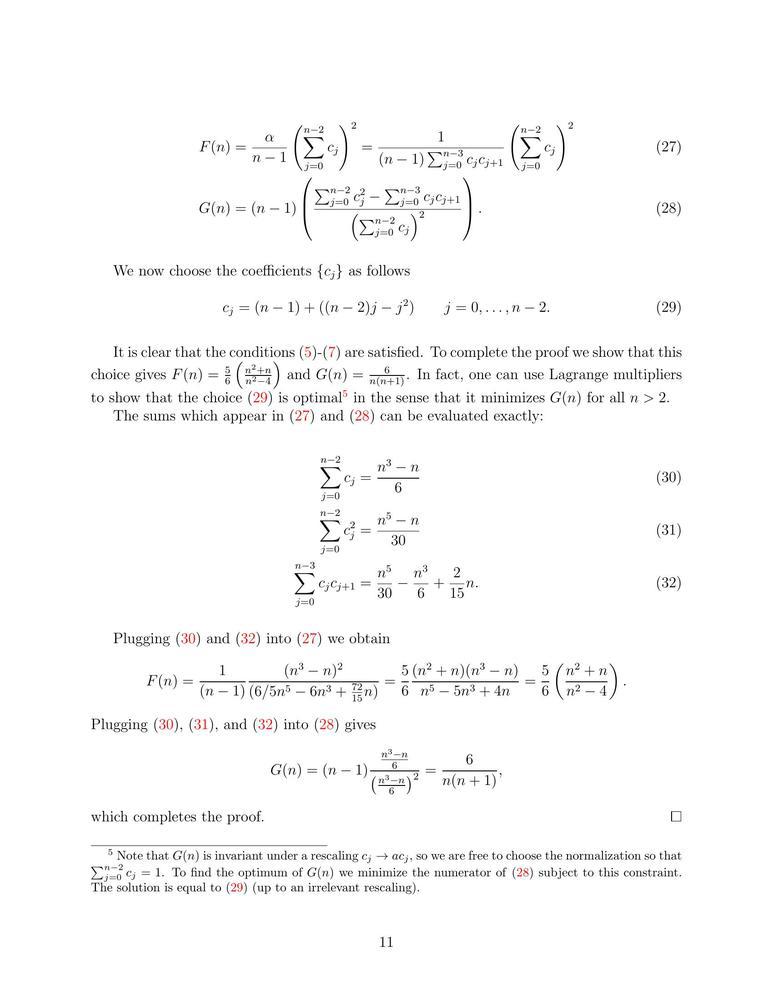 F(n) = \frac{\alpha}{n-1} \left( \sum_{j=0}^{n-2} c_j \right)^2 = \frac{1}{(n-1) \sum_{j=0}^{n-3} c_j c_{j+1}} \left( \sum_{j=0}^{n-2} c_j \right)^2 (27)
G(n) = (n-1) \left( \frac{\sum_{j=0}^{n-2} c_j^2 - \sum_{j=0}^{n-3} c_j c_{j+1}}{\left( \sum_{j=0}^{n-2} c_j \right)^2} \right). (28)
We now choose the coefficients {c_j} as follows
c_j = (n-1) + ((n-2)j - j^2) j = 0, . . . , n-2. (29)
It is clear that the conditions (5)-(7) are satisfied. To complete the proof we show that this
choice gives F(n) = \frac{5}{6} \left( \frac{n^2+n}{n^2-4} \right) and G(n) = \frac{6}{n(n+1)}. In fact, one can use Lagrange multipliers
to show that the choice (29) is optimal^5 in the sense that it minimizes G(n) for all n > 2.
The sums which appear in (27) and (28) can be evaluated exactly:
\sum_{j=0}^{n-2} c_j = \frac{n^3 - n}{6} (30)
\sum_{j=0}^{n-2} c_j^2 = \frac{n^5 - n}{30} (31)
\sum_{j=0}^{n-3} c_j c_{j+1} = \frac{n^5}{30} - \frac{n^3}{6} + \frac{2}{15} n. (32)
Plugging (30) and (32) into (27) we obtain
F(n) = \frac{1}{(n-1)} \frac{(n^3 - n)^2}{(6/5n^5 - 6n^3 + \frac{72}{15} n)} = \frac{5}{6} \frac{(n^2 + n)(n^3 - n)}{n^5 - 5n^3 + 4n} = \frac{5}{6} \left( \frac{n^2 + n}{n^2 - 4} \right).
Plugging (30), (31), and (32) into (28) gives
G(n) = (n-1) \frac{\frac{n^3-n}{6}}{\left( \frac{n^3-n}{6} \right)^2} = \frac{6}{n(n+1)},
which completes the proof. □
^5 Note that G(n) is invariant under a rescaling c_j → ac_j, so we are free to choose the normalization so that
\sum_{j=0}^{n-2} c_j = 1. To find the optimum of G(n) we minimize the numerator of (28) subject to this constraint.
The solution is equal to (29) (up to an irrelevant rescaling).
11